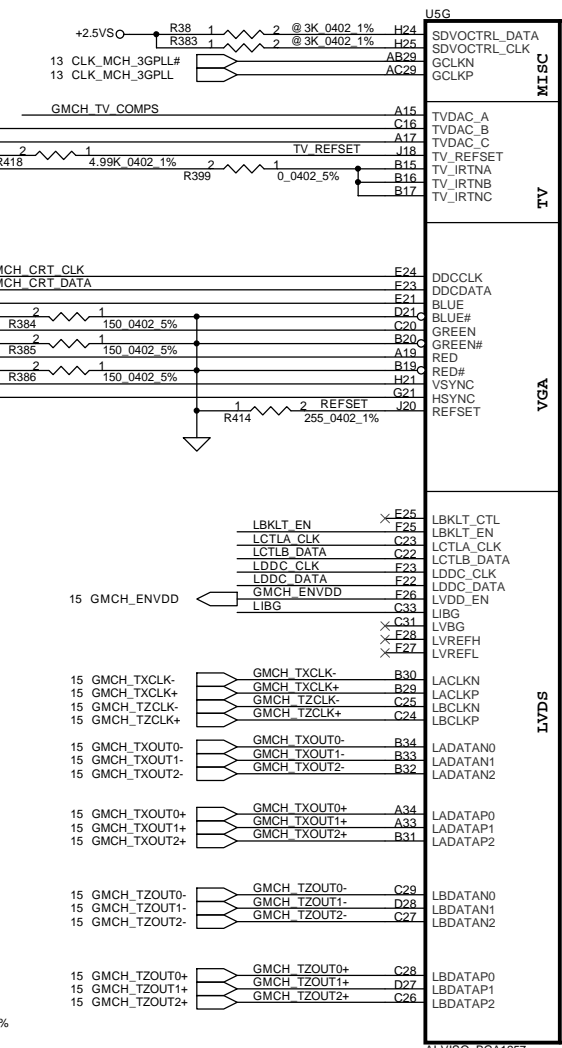 U5G
+2.5VS R38 1 2 @ 3K_0402_1% H24 SDVOCTRL_DATA
R383 1 2 @ 3K_0402_1% H25 SDVOCTRL_CLK
13 CLK_MCH_3GPLL# AB29 GCLKN
13 CLK_MCH_3GPLL AC29 GCLKP
MISC
GMCH_TV_COMPS A15 TVDAC_A
C16 TVDAC_B
A17 TVDAC_C
R418 2 1 4.99K_0402_1% TV_REFSET J18 TV_REFSET
R399 2 1 0_0402_5% B15 TV_IRTNA
B16 TV_IRTNB
B17 TV_IRTNC
TV
MCH_CRT_CLK E24 DDCCLK
MCH_CRT_DATA E23 DDCDATA
E21 BLUE
R384 2 1 150_0402_5% D21 BLUE#
C20 GREEN
R385 2 1 150_0402_5% B20 GREEN#
A19 RED
R386 2 1 150_0402_5% B19 RED#
H21 VSYNC
G21 HSYNC
R414 1 2 REFSET 255_0402_1% J20 REFSET
VGA
E25 LBKLT_CTL
LBKLT_EN F25 LBKLT_EN
LCTLA_CLK C23 LCTLA_CLK
LCTLB_DATA C22 LCTLB_DATA
LDDC_CLK F23 LDDC_CLK
LDDC_DATA F22 LDDC_DATA
15 GMCH_ENVDD GMCH_ENVDD F26 LVDD_EN
LIBG C33 LIBG
C31 LVBG
F28 LVREFH
F27 LVREFL
15 GMCH_TXCLK- GMCH_TXCLK- B30 LACLKN
15 GMCH_TXCLK+ GMCH_TXCLK+ B29 LACLKP
15 GMCH_TZCLK- GMCH_TZCLK- C25 LBCLKN
15 GMCH_TZCLK+ GMCH_TZCLK+ C24 LBCLKP
LVDS
15 GMCH_TXOUT0- GMCH_TXOUT0- B34 LADATAN0
15 GMCH_TXOUT1- GMCH_TXOUT1- B33 LADATAN1
15 GMCH_TXOUT2- GMCH_TXOUT2- B32 LADATAN2
15 GMCH_TXOUT0+ GMCH_TXOUT0+ A34 LADATAP0
15 GMCH_TXOUT1+ GMCH_TXOUT1+ A33 LADATAP1
15 GMCH_TXOUT2+ GMCH_TXOUT2+ B31 LADATAP2
15 GMCH_TZOUT0- GMCH_TZOUT0- C29 LBDATAN0
15 GMCH_TZOUT1- GMCH_TZOUT1- D28 LBDATAN1
15 GMCH_TZOUT2- GMCH_TZOUT2- C27 LBDATAN2
15 GMCH_TZOUT0+ GMCH_TZOUT0+ C28 LBDATAP0
15 GMCH_TZOUT1+ GMCH_TZOUT1+ D27 LBDATAP1
15 GMCH_TZOUT2+ GMCH_TZOUT2+ C26 LBDATAP2
%